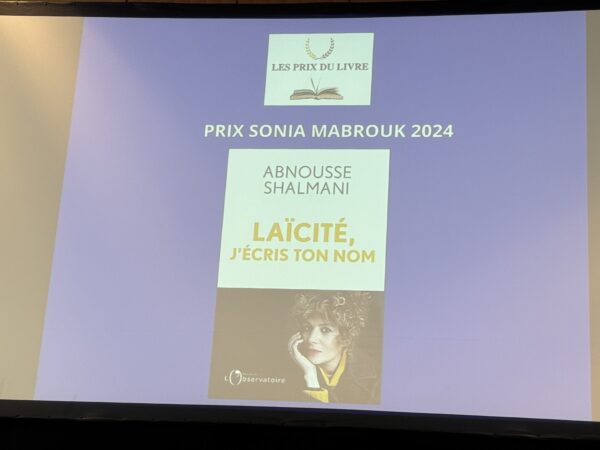 LES PRIX DU LIVRE
PRIX SONIA MABROUK 2024
ABNOUSSE
SHALMANI
LAÏCITÉ,
J'ÉCRIS TON NOM
L'Observatoire